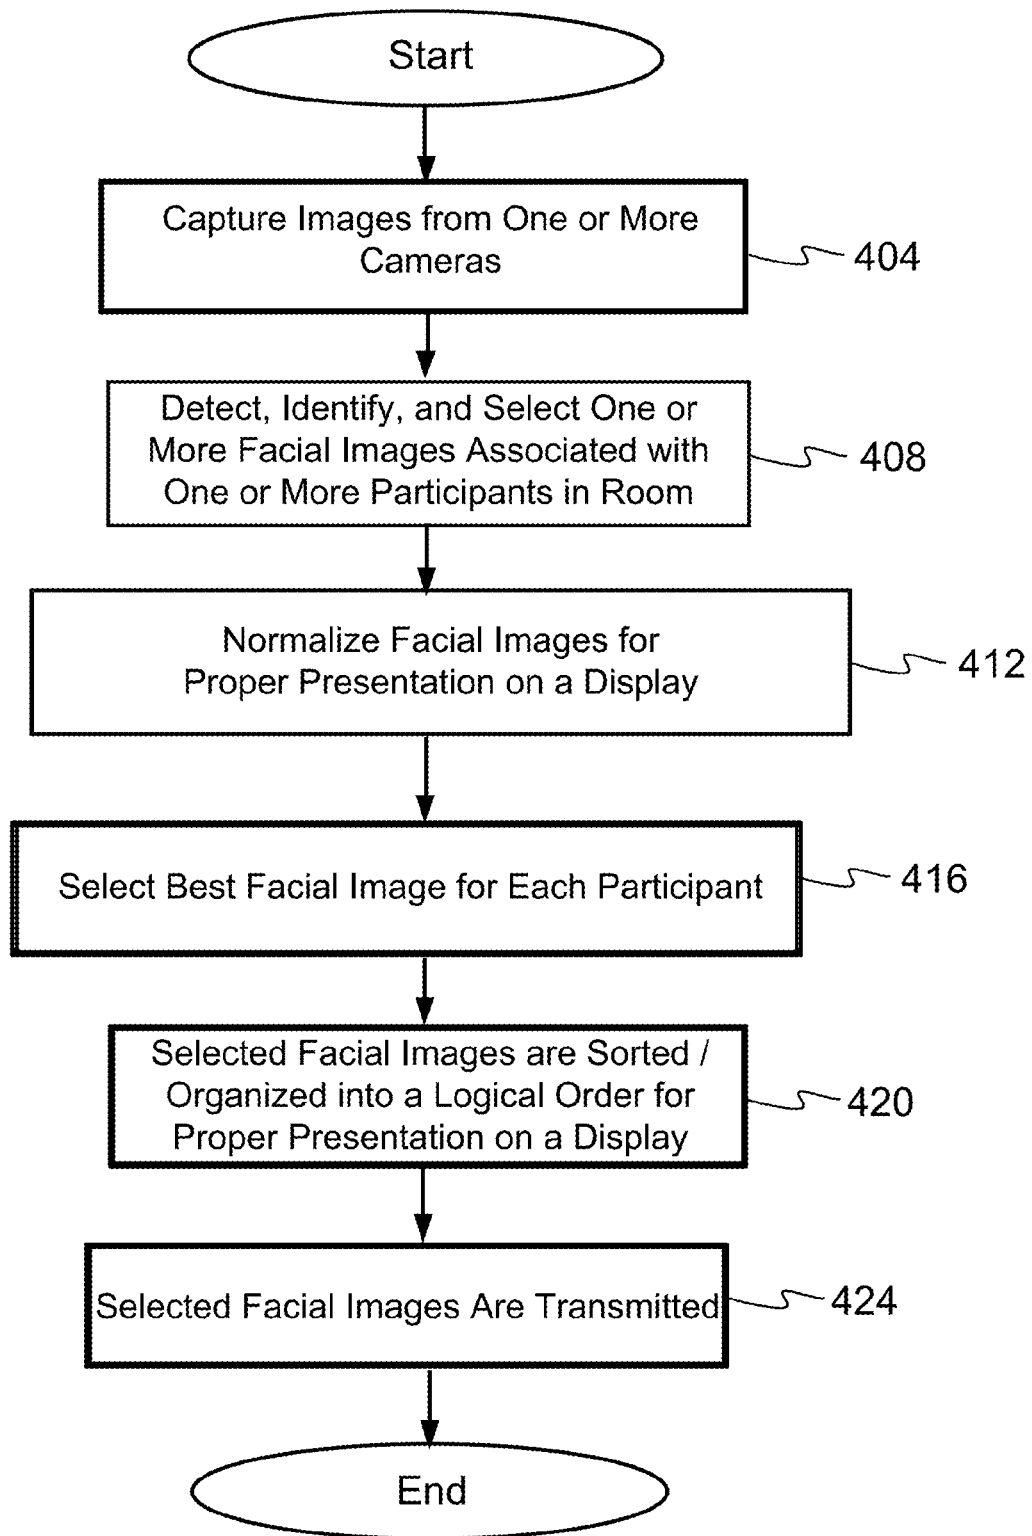 Start
Capture Images from One or More
Cameras
404
Detect, Identify, and Select One or
More Facial Images Associated with
One or More Participants in Room
408
Normalize Facial Images for
Proper Presentation on a Display
412
Select Best Facial Image for Each Participant
416
Selected Facial Images are Sorted /
Organized into a Logical Order for
Proper Presentation on a Display
420
Selected Facial Images Are Transmitted
424
End